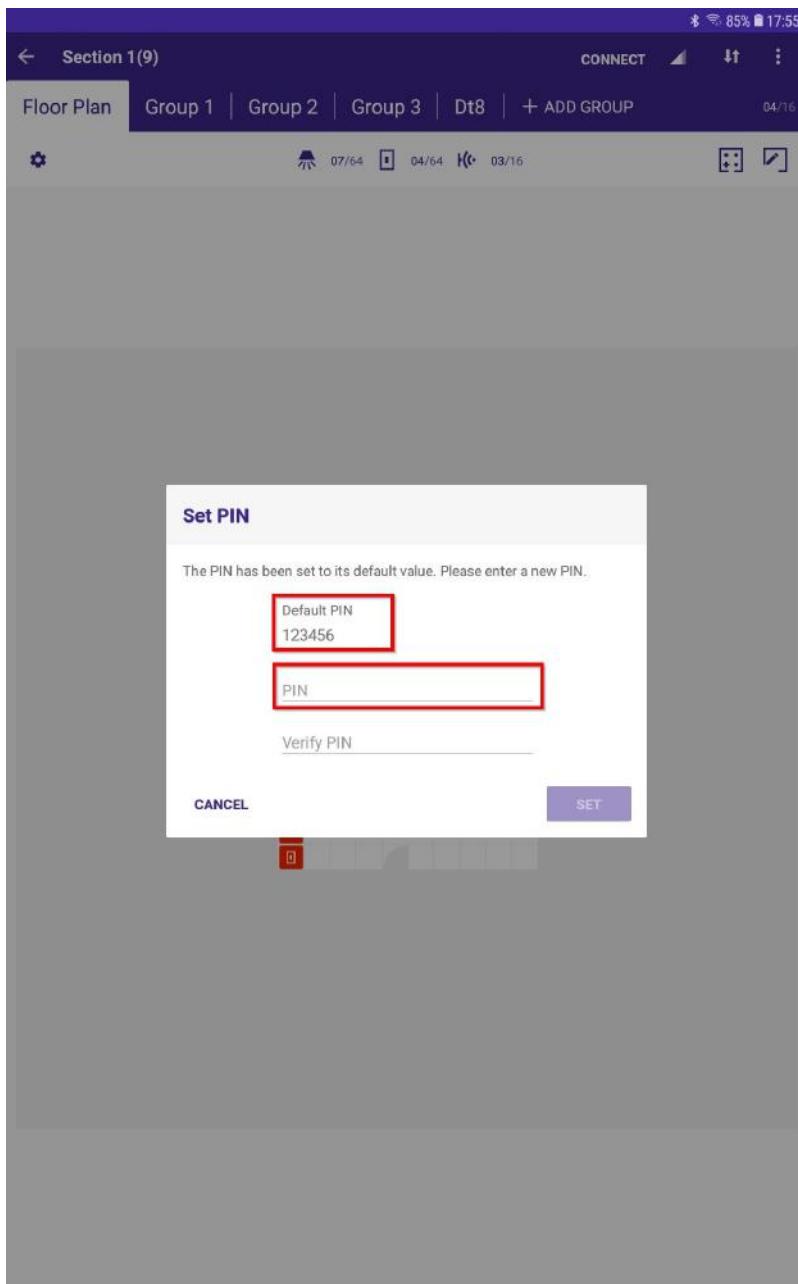 85% 17:55
Section 1(9) CONNECT
Floor Plan Group 1 Group 2 Group 3 Dt8 + ADD GROUP 04/16
07/64 04/64 03/16
Set PIN
The PIN has been set to its default value. Please enter a new PIN.
Default PIN
123456
PIN
Verify PIN
CANCEL SET